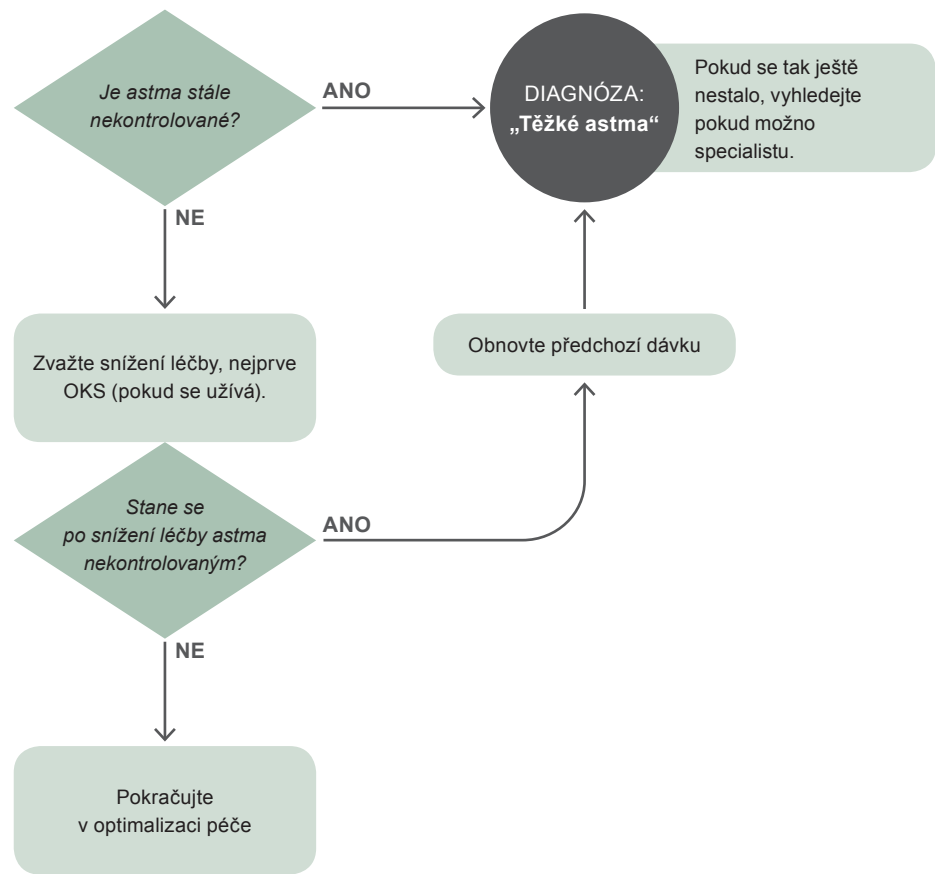 Je astma stále
nekontrolované?
ANO
DIAGNÓZA:
„Těžké astma“
Pokud se tak ještě
nestalo, vyhledejte
pokud možno
specialistu.
NE
Zvažte snížení léčby, nejprve
OKS (pokud se užívá).
Obnovte předchozí dávku
Stane se
po snížení léčby astma
nekontrolovaným?
ANO
NE
Pokračujte
v optimalizaci péče